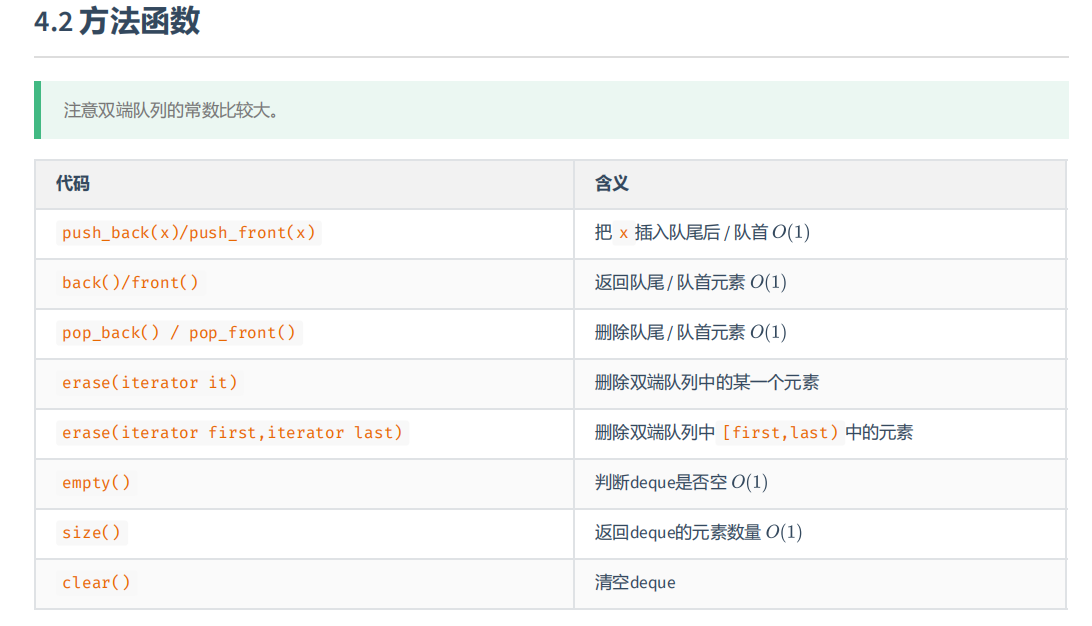 4.2 方法函数
注意双端队列的常数比较大。
代码 含义
push_back(x)/push_front(x) 把 x 插入队尾后 / 队首 O(1)
back()/front() 返回队尾 / 队首元素 O(1)
pop_back() / pop_front() 删除队尾 / 队首元素 O(1)
erase(iterator it) 删除双端队列中的某一个元素
erase(iterator first,iterator last) 删除双端队列中 [first,last) 中的元素
empty() 判断deque是否空 O(1)
size() 返回deque的元素数量 O(1)
clear() 清空deque